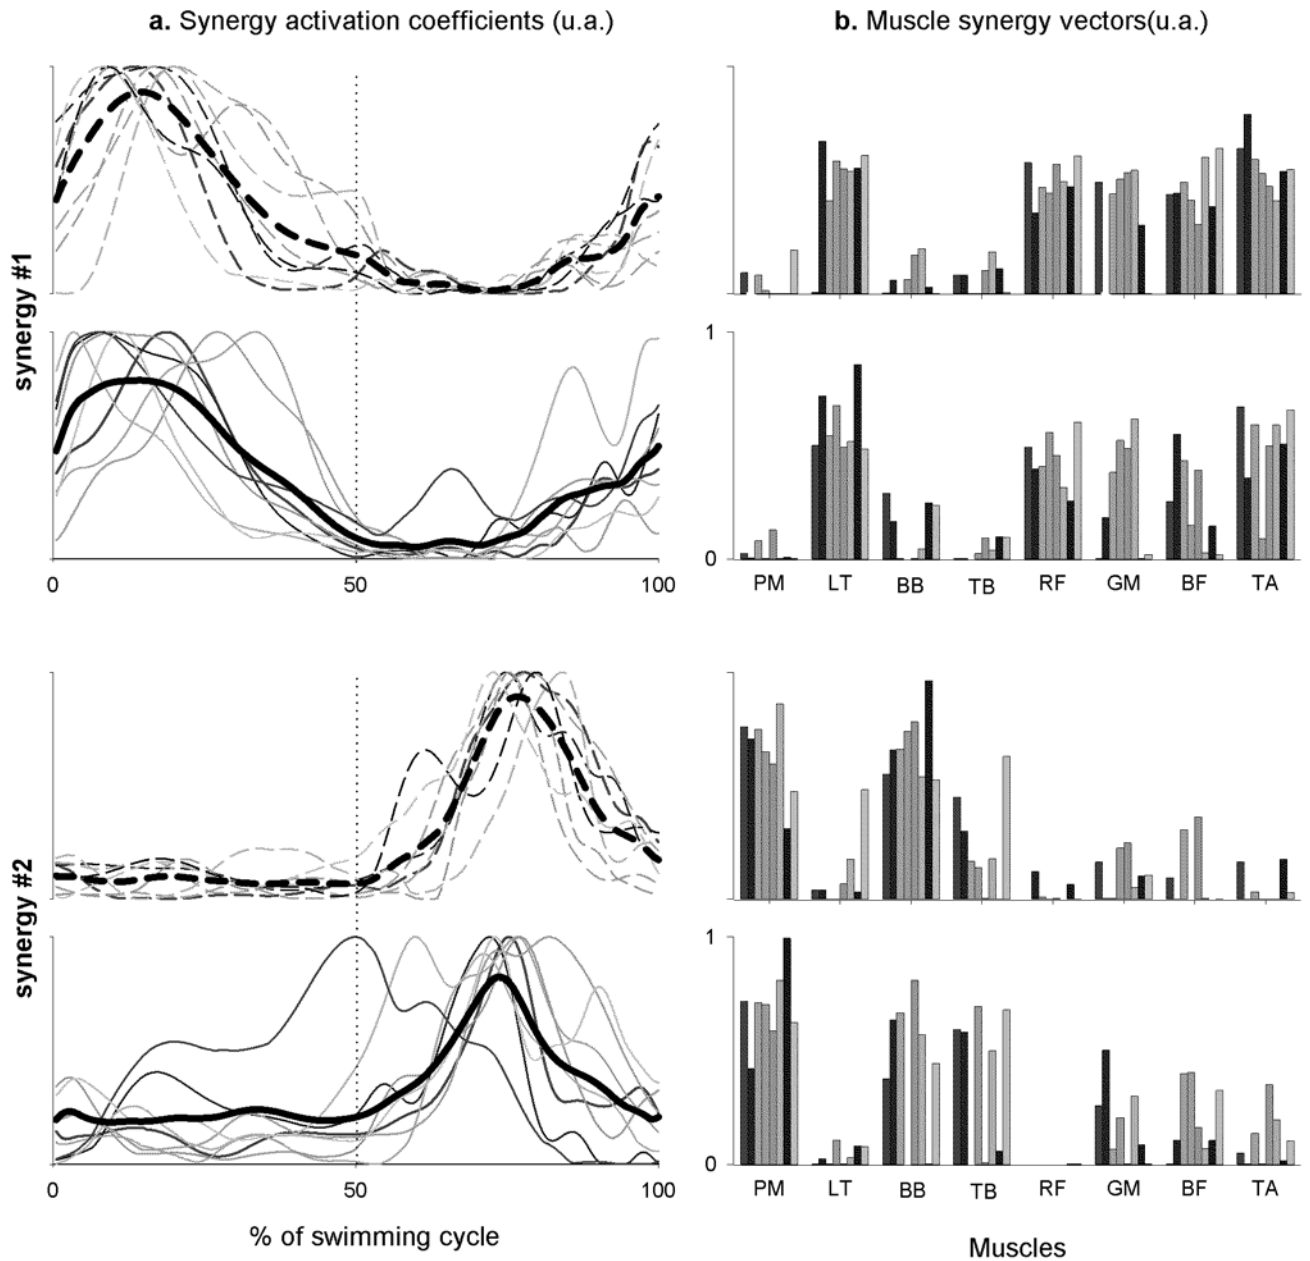 a. Synergy activation coefficients (u.a.)
b. Muscle synergy vectors(u.a.)
synergy #1
1
0
0 50 100
PM LT BB TB RF GM BF TA
synergy #2
1
0
0 50 100
PM LT BB TB RF GM BF TA
% of swimming cycle
Muscles